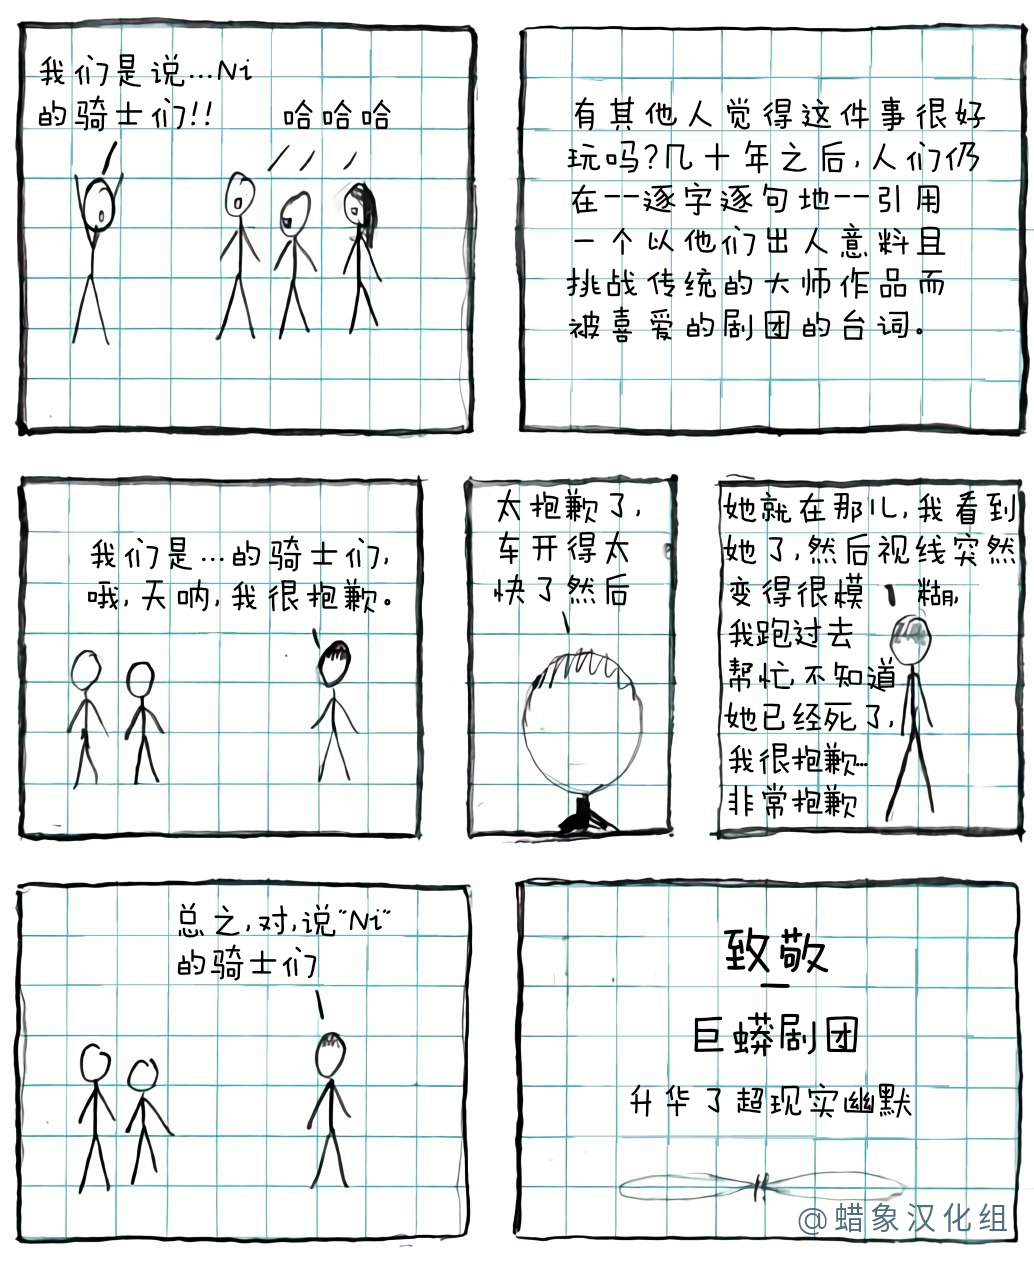 我们是说...Ni
的骑士们!!
哈哈哈
有其他人觉得这件事很好
玩吗?几十年之后,人们仍
在--逐字逐句地--引用
一个以他们出人意料且
挑战传统的大师作品而
被喜爱的剧团的台词。
我们是...的骑士们,
哦,天呐,我很抱歉。
太抱歉了,
车开得太
快了然后
她就在那儿,我看到
她了,然后视线突然
变得很模糊,
我跑过去
帮忙,不知道
她已经死了,
我很抱歉...
非常抱歉
总之,对,说"Ni"
的骑士们
致敬
巨蟒剧团
升华了超现实幽默
@蜡象汉化组